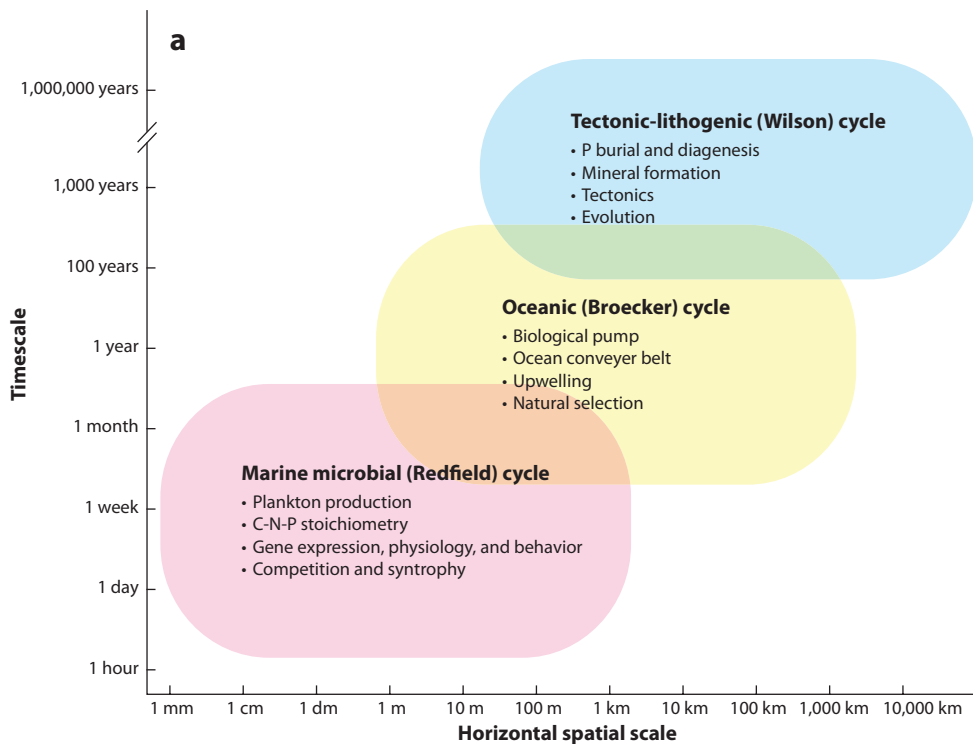 a
Timescale
1,000,000 years
1,000 years
100 years
1 year
1 month
1 week
1 day
1 hour
Tectonic-lithogenic (Wilson) cycle
• P burial and diagenesis
• Mineral formation
• Tectonics
• Evolution
Oceanic (Broecker) cycle
• Biological pump
• Ocean conveyer belt
• Upwelling
• Natural selection
Marine microbial (Redfield) cycle
• Plankton production
• C-N-P stoichiometry
• Gene expression, physiology, and behavior
• Competition and syntrophy
1 mm 1 cm 1 dm 1 m 10 m 100 m 1 km 10 km 100 km 1,000 km 10,000 km
Horizontal spatial scale